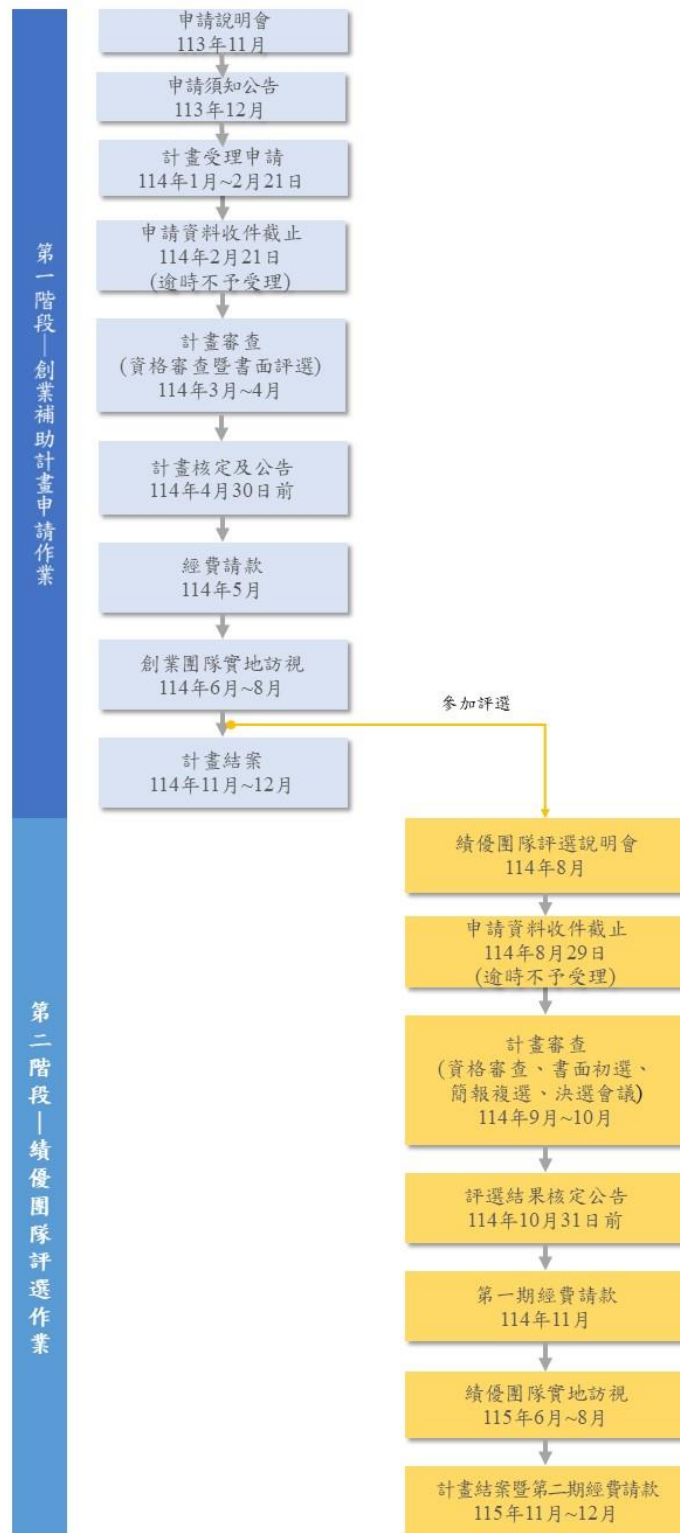 第一階段—創業補助計畫申請作業
申請說明會
113年11月
申請須知公告
113年12月
計畫受理申請
114年1月~2月21日
申請資料收件截止
114年2月21日
(逾時不予受理)
計畫審查
(資格審查暨書面評選)
114年3月~4月
計畫核定及公告
114年4月30日前
經費請款
114年5月
創業團隊實地訪視
114年6月~8月
參加評選
計畫結案
114年11月~12月
第二階段—績優團隊評選作業
績優團隊評選說明會
114年8月
申請資料收件截止
114年8月29日
(逾時不予受理)
計畫審查
(資格審查、書面初選、
簡報複選、決選會議)
114年9月~10月
評選結果核定公告
114年10月31日前
第一期經費請款
114年11月
績優團隊實地訪視
115年6月~8月
計畫結案暨第二期經費請款
115年11月~12月